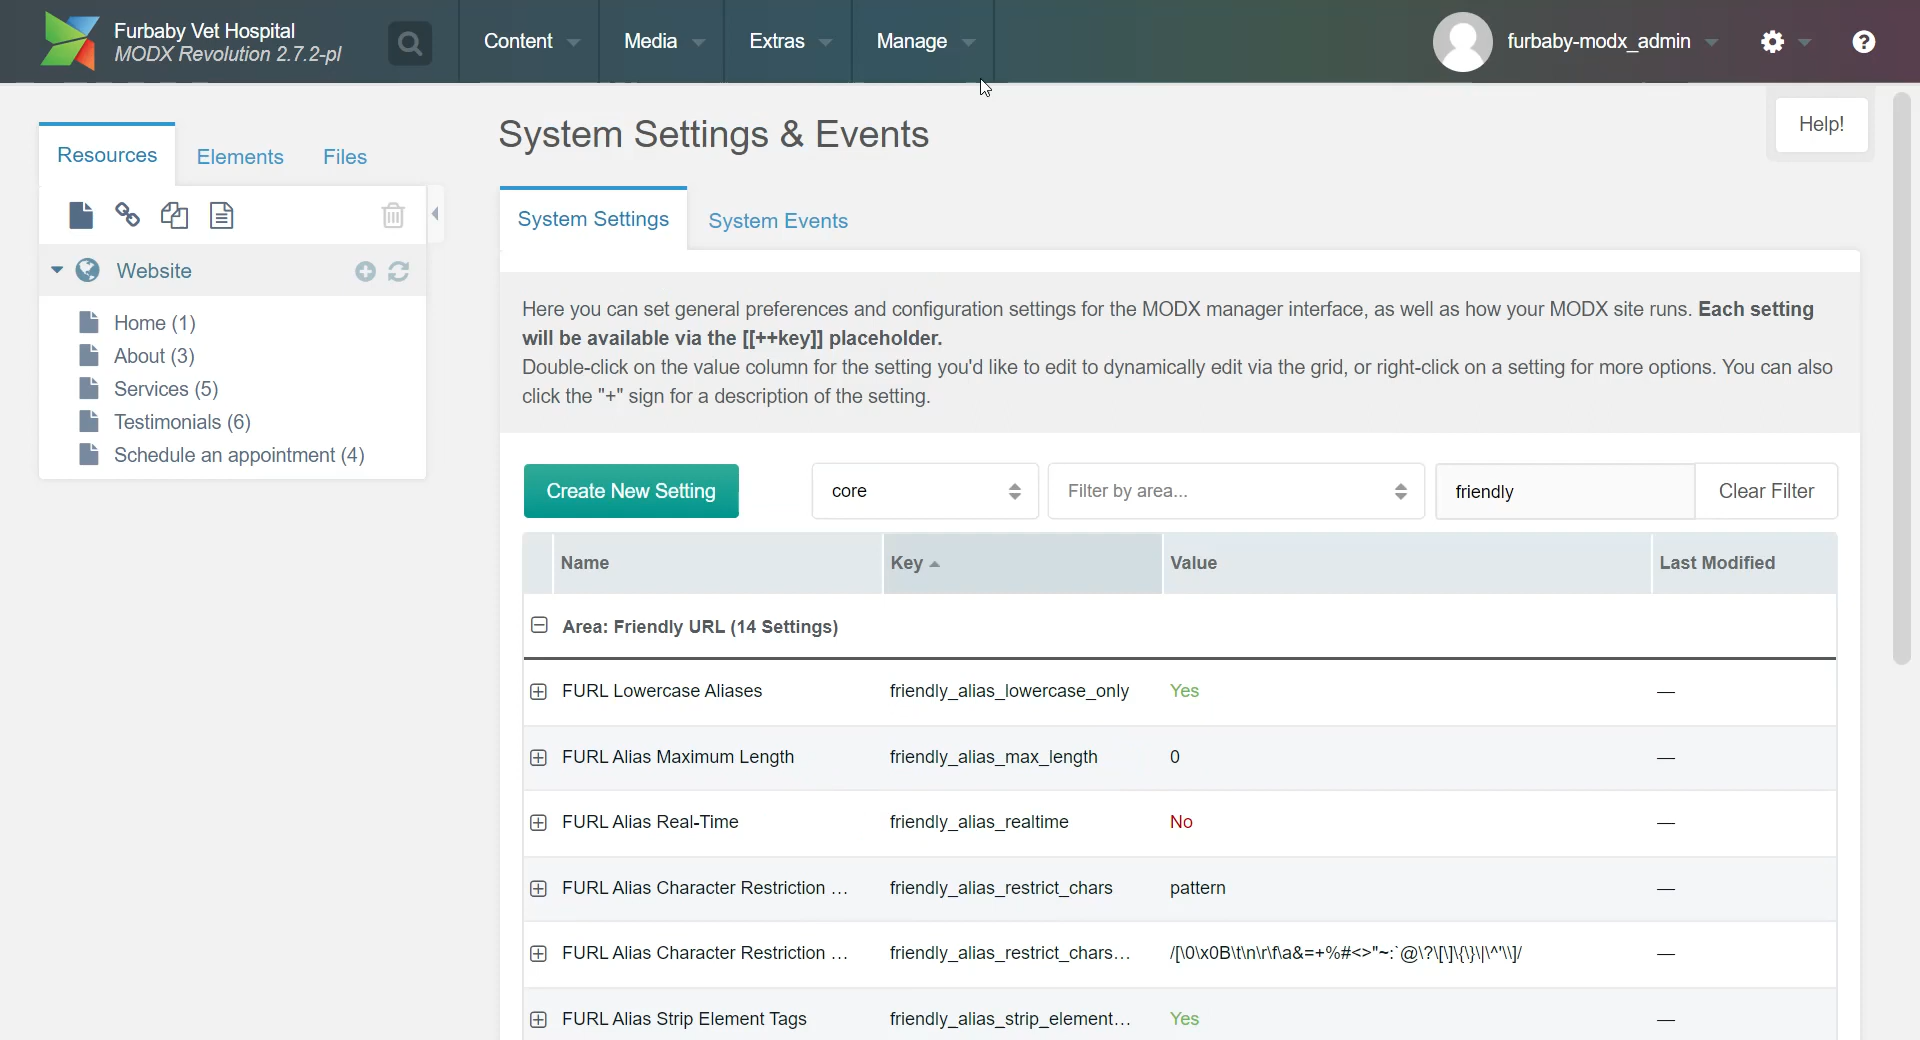 Furbaby Vet Hospital
MODX Revolution 2.7.2-pl
Content
Media
Extras
Manage
furbaby-modx_admin
Resources
Elements
Files
Website
Home (1)
About (3)
Services (5)
Testimonials (6)
Schedule an appointment (4)
System Settings & Events
Help!
System Settings
System Events
Here you can set general preferences and configuration settings for the MODX manager interface, as well as how your MODX site runs. Each setting
will be available via the [[++key]] placeholder.
Double-click on the value column for the setting you'd like to edit to dynamically edit via the grid, or right-click on a setting for more options. You can also
click the "+" sign for a description of the setting.
Create New Setting
core
Filter by area...
friendly
Clear Filter
Name Key Value Last Modified
Area: Friendly URL (14 Settings)
FURL Lowercase Aliases friendly_alias_lowercase_only Yes —
FURL Alias Maximum Length friendly_alias_max_length 0 —
FURL Alias Real-Time friendly_alias_realtime No —
FURL Alias Character Restriction ... friendly_alias_restrict_chars pattern —
FURL Alias Character Restriction ... friendly_alias_restrict_chars... /[\0\x0B\t\n\r\f\a&=+%#<>"~:`@\?\[\]\{\}\|\^'\\]/ —
FURL Alias Strip Element Tags friendly_alias_strip_element... Yes —